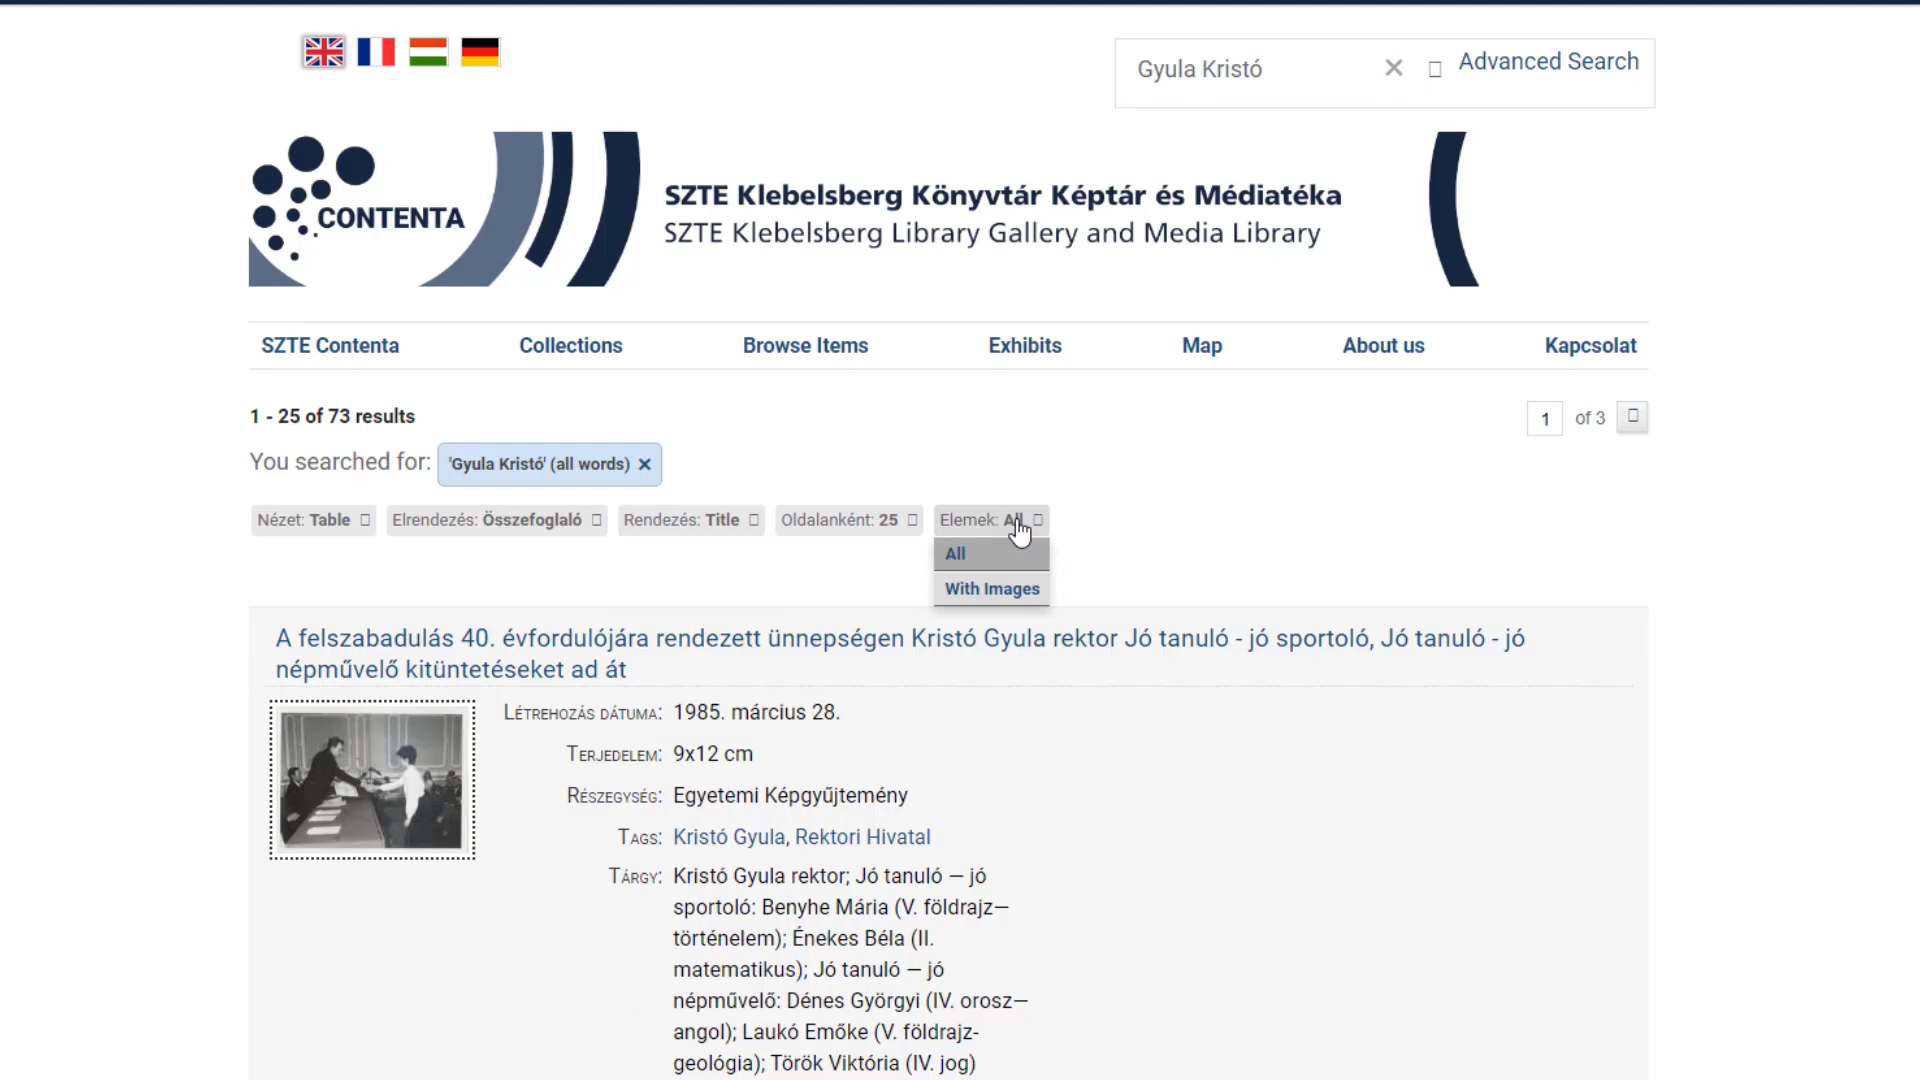 Gyula Kristó
Advanced Search
CONTENTA
SZTE Klebelsberg Könyvtár Képtár és Médiatéka
SZTE Klebelsberg Library Gallery and Media Library
SZTE Contenta Collections Browse Items Exhibits Map About us Kapcsolat
1 - 25 of 73 results
1 of 3
You searched for: 'Gyula Kristó' (all words) ×
Nézet: Table Elrendezés: Összefoglaló Rendezés: Title Oldalanként: 25 Elemek: All
All
With Images
A felszabadulás 40. évfordulójára rendezett ünnepségen Kristó Gyula rektor Jó tanuló - jó sportoló, Jó tanuló - jó
népművelő kitüntetéseket ad át
Létrehozás dátuma: 1985. március 28.
Terjedelem: 9x12 cm
Részegység: Egyetemi Képgyűjtemény
Tags: Kristó Gyula, Rektori Hivatal
Tárgy: Kristó Gyula rektor; Jó tanuló — jó
sportoló: Benyhe Mária (V. földrajz—
történelem); Énekes Béla (II.
matematikus); Jó tanuló — jó
népművelő: Dénes Györgyi (IV. orosz—
angol); Laukó Emőke (V. földrajz-
geológia); Török Viktória (IV. jog)